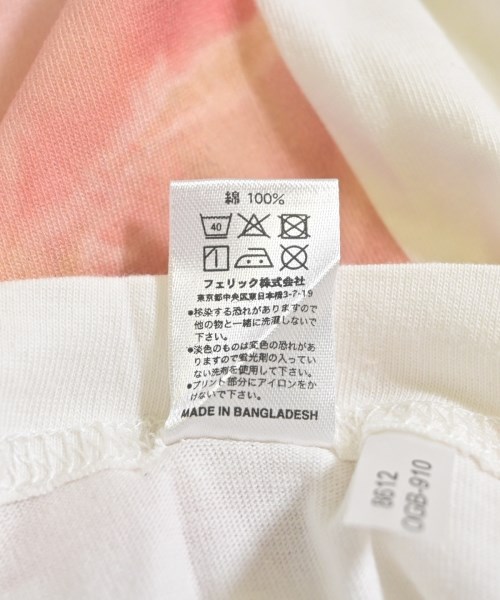 綿 100%
40
フェリック株式会社
東京都中央区東日本橋3-7-19
●移染する恐れがありますので
他の物と一緒に洗濯しないで
下さい。
●淡色のものは変色の恐れがあ
りますので蛍光剤の入ってい
ない洗剤を使用して下さい。
●プリント部分にアイロンをか
けないで下さい。
MADE IN BANGLADESH
8612
OGB-910